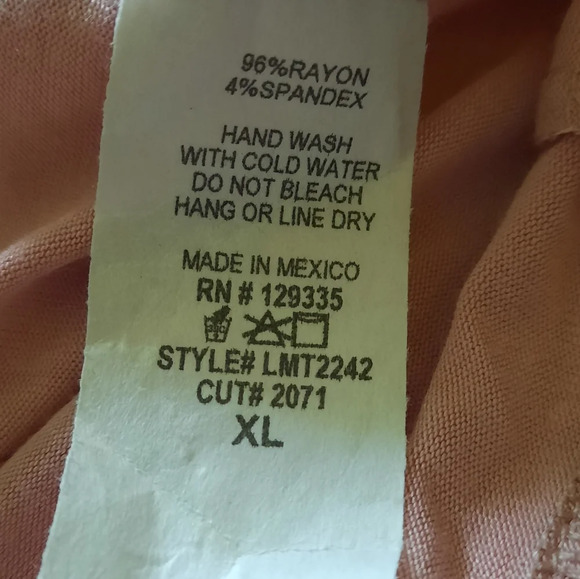 96%RAYON
4%SPANDEX
HAND WASH
WITH COLD WATER
DO NOT BLEACH
HANG OR LINE DRY
MADE IN MEXICO
RN # 129335
STYLE# LMT2242
CUT# 2071
XL